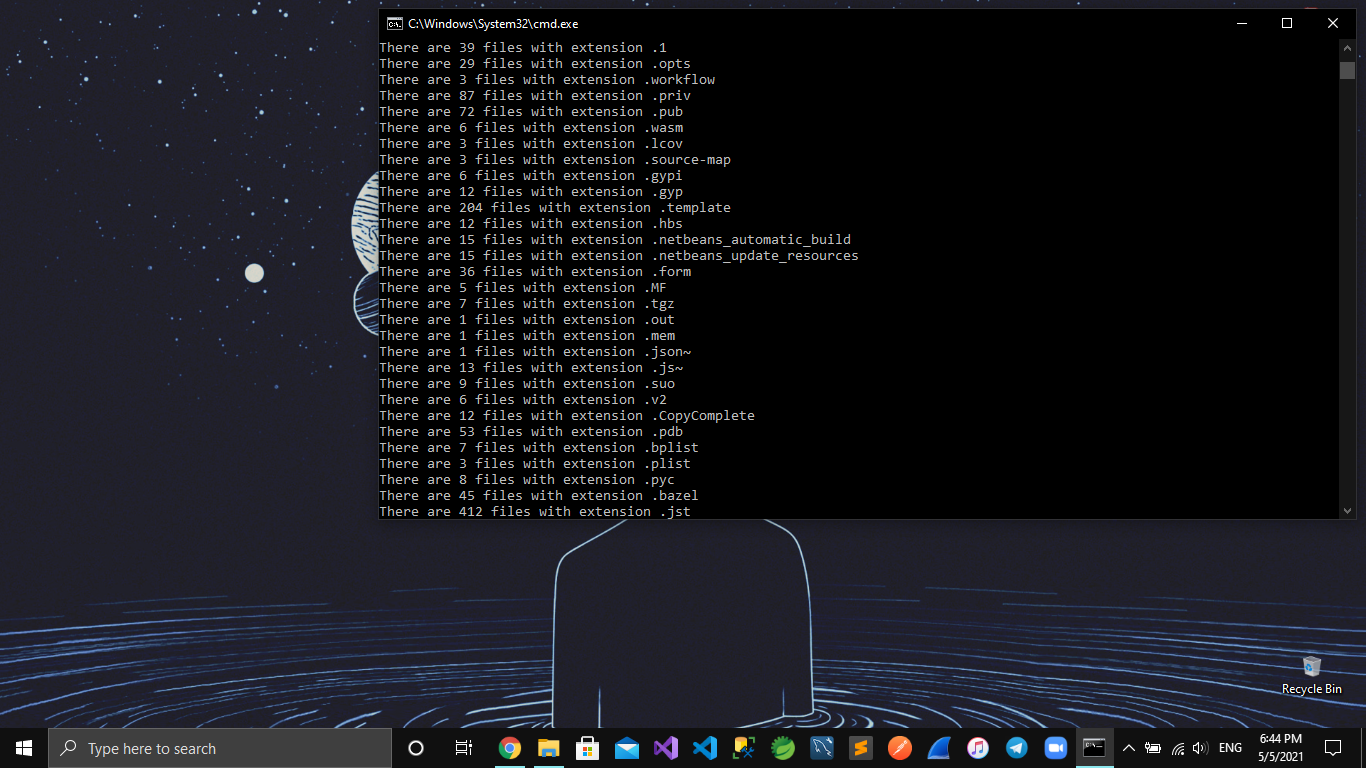 C:\Windows\System32\cmd.exe
There are 39 files with extension .1
There are 29 files with extension .opts
There are 3 files with extension .workflow
There are 87 files with extension .priv
There are 72 files with extension .pub
There are 6 files with extension .wasm
There are 3 files with extension .lcov
There are 3 files with extension .source-map
There are 6 files with extension .gypi
There are 12 files with extension .gyp
There are 204 files with extension .template
There are 12 files with extension .hbs
There are 15 files with extension .netbeans_automatic_build
There are 15 files with extension .netbeans_update_resources
There are 36 files with extension .form
There are 5 files with extension .MF
There are 7 files with extension .tgz
There are 1 files with extension .out
There are 1 files with extension .mem
There are 1 files with extension .json~
There are 13 files with extension .js~
There are 9 files with extension .suo
There are 6 files with extension .v2
There are 12 files with extension .CopyComplete
There are 53 files with extension .pdb
There are 7 files with extension .bplist
There are 3 files with extension .plist
There are 8 files with extension .pyc
There are 45 files with extension .bazel
There are 412 files with extension .jst
Recycle Bin
Type here to search
ENG
6:44 PM
5/5/2021